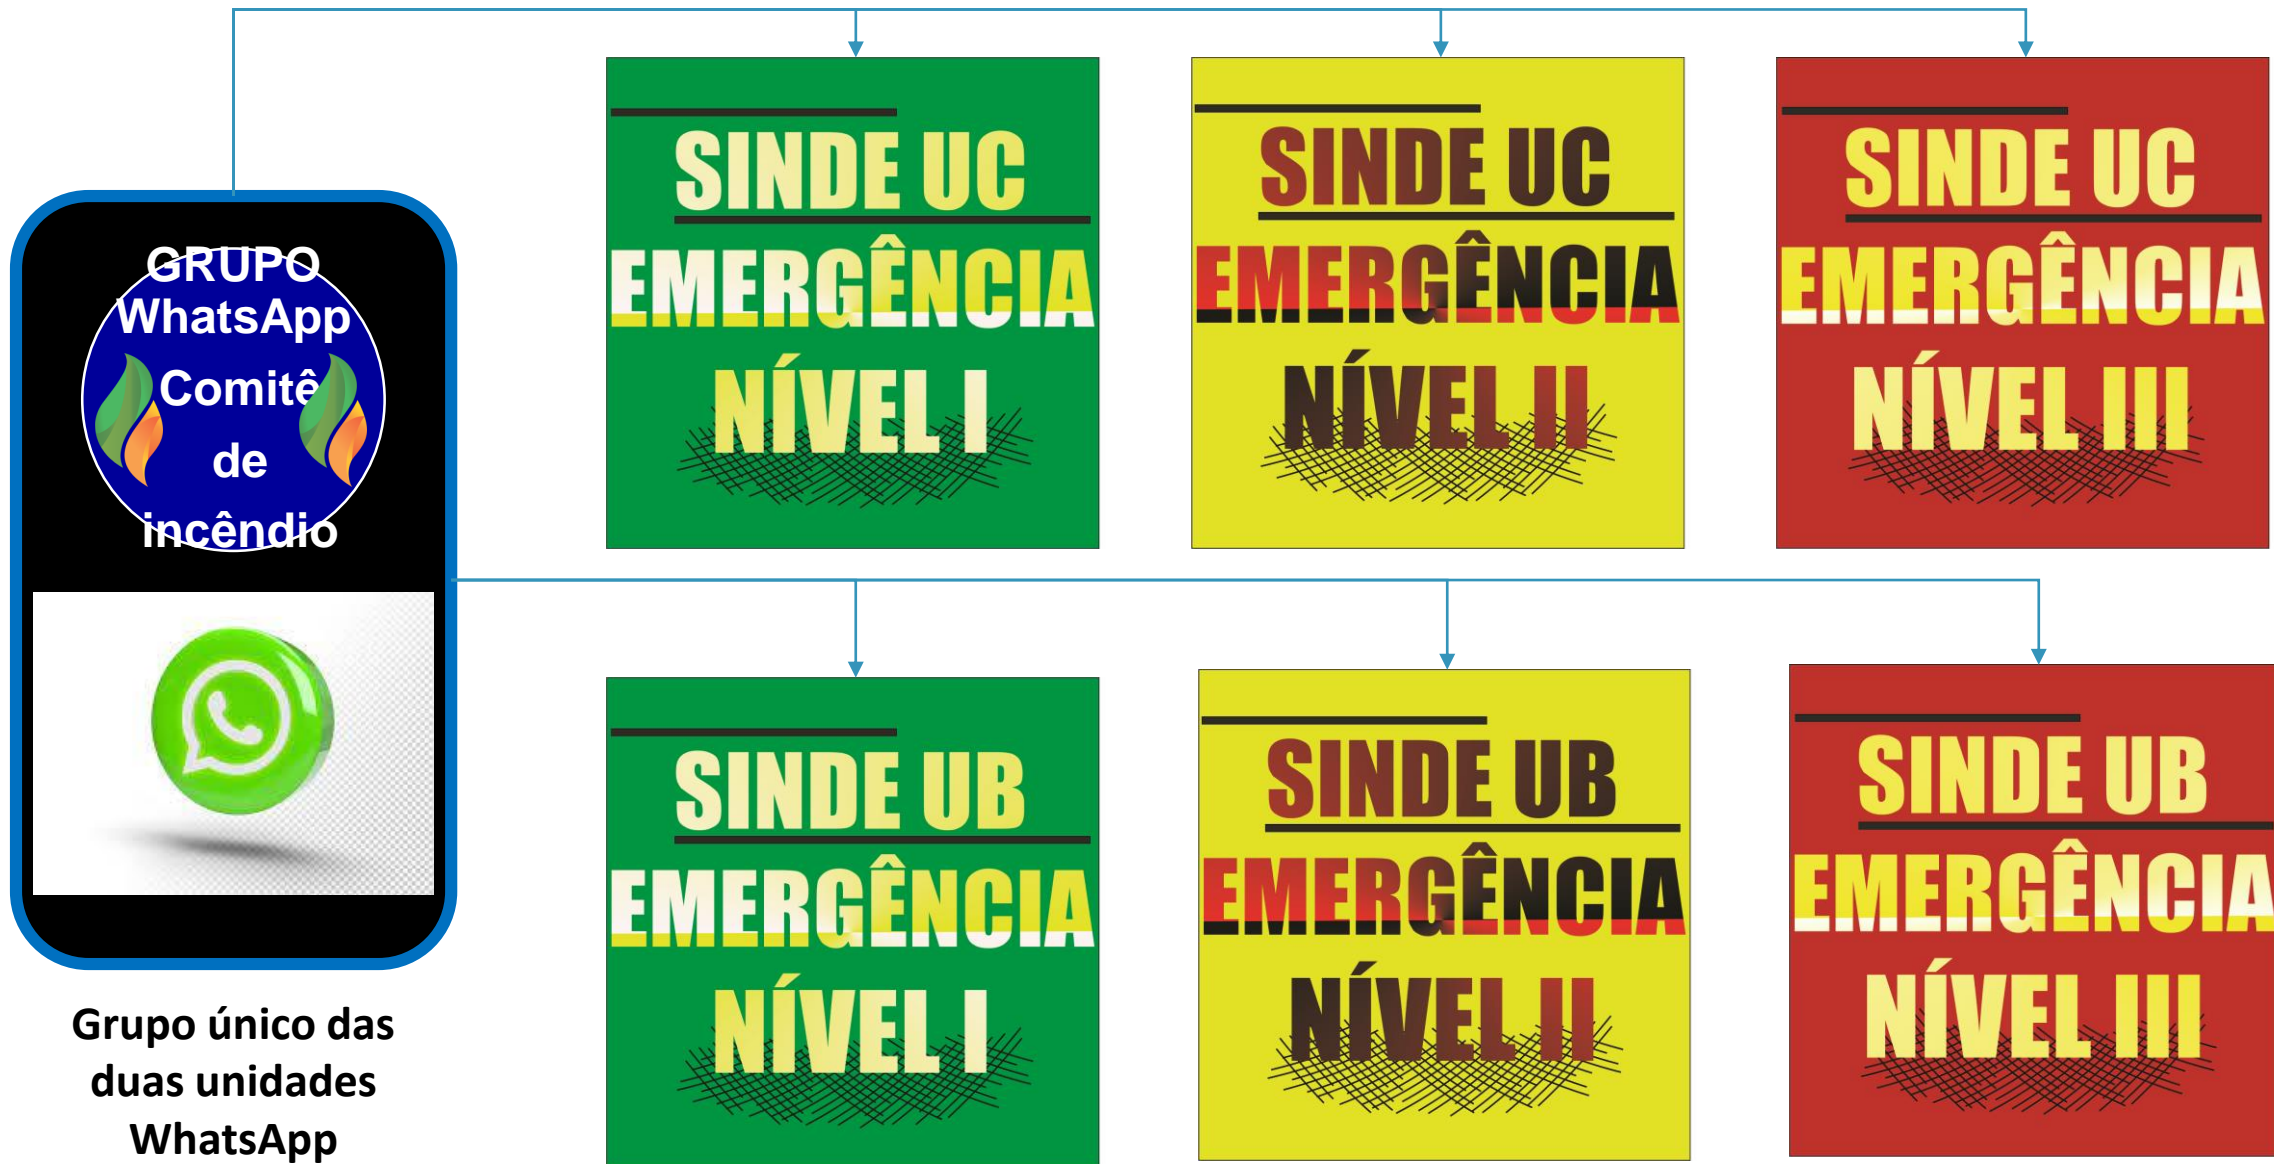 GRUPO
WhatsApp
Comitê
de
incêndio
Grupo único das
duas unidades
WhatsApp
SINDE UC
EMERGÊNCIA
NÍVEL I
SINDE UC
EMERGÊNCIA
NÍVEL II
SINDE UC
EMERGÊNCIA
NÍVEL III
SINDE UB
EMERGÊNCIA
NÍVEL I
SINDE UB
EMERGÊNCIA
NÍVEL II
SINDE UB
EMERGÊNCIA
NÍVEL III